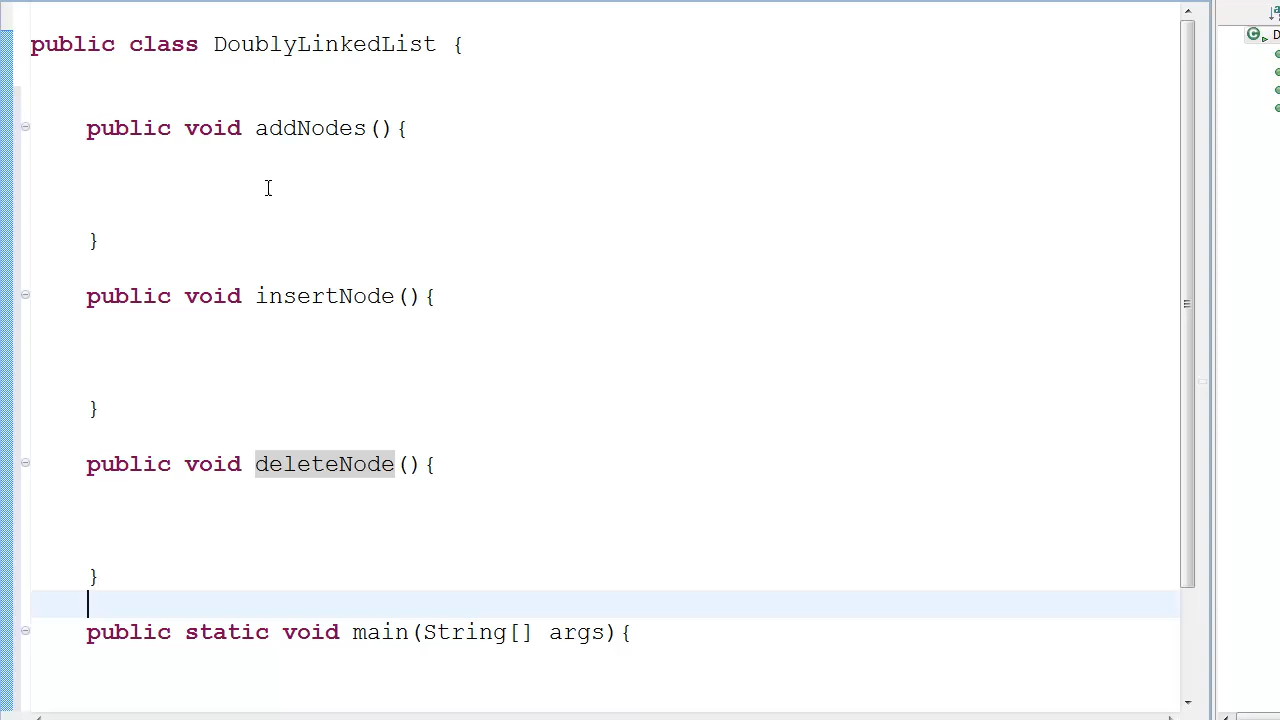 public class DoublyLinkedList {
public void addNodes(){
}
public void insertNode(){
}
public void deleteNode(){
}
public static void main(String[] args){